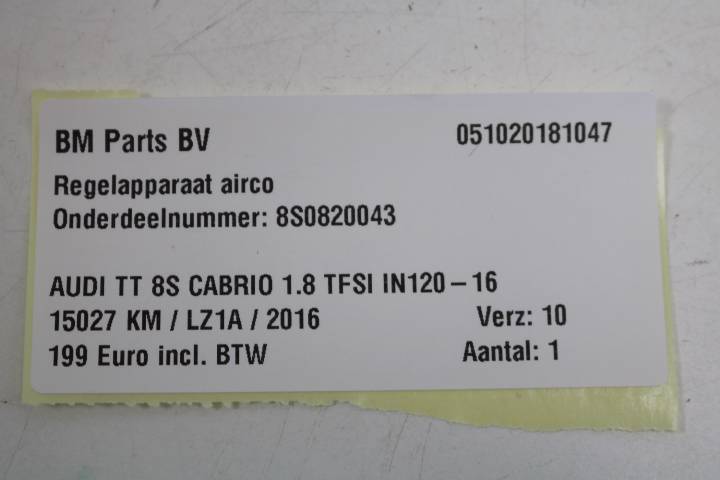 BM Parts BV 051020181047
Regelapparaat airco
Onderdeelnummer: 8S0820043
AUDI TT 8S CABRIO 1.8 TFSI IN120-16
15027 KM / LZ1A / 2016 Verz: 10
199 Euro incl. BTW Aantal: 1